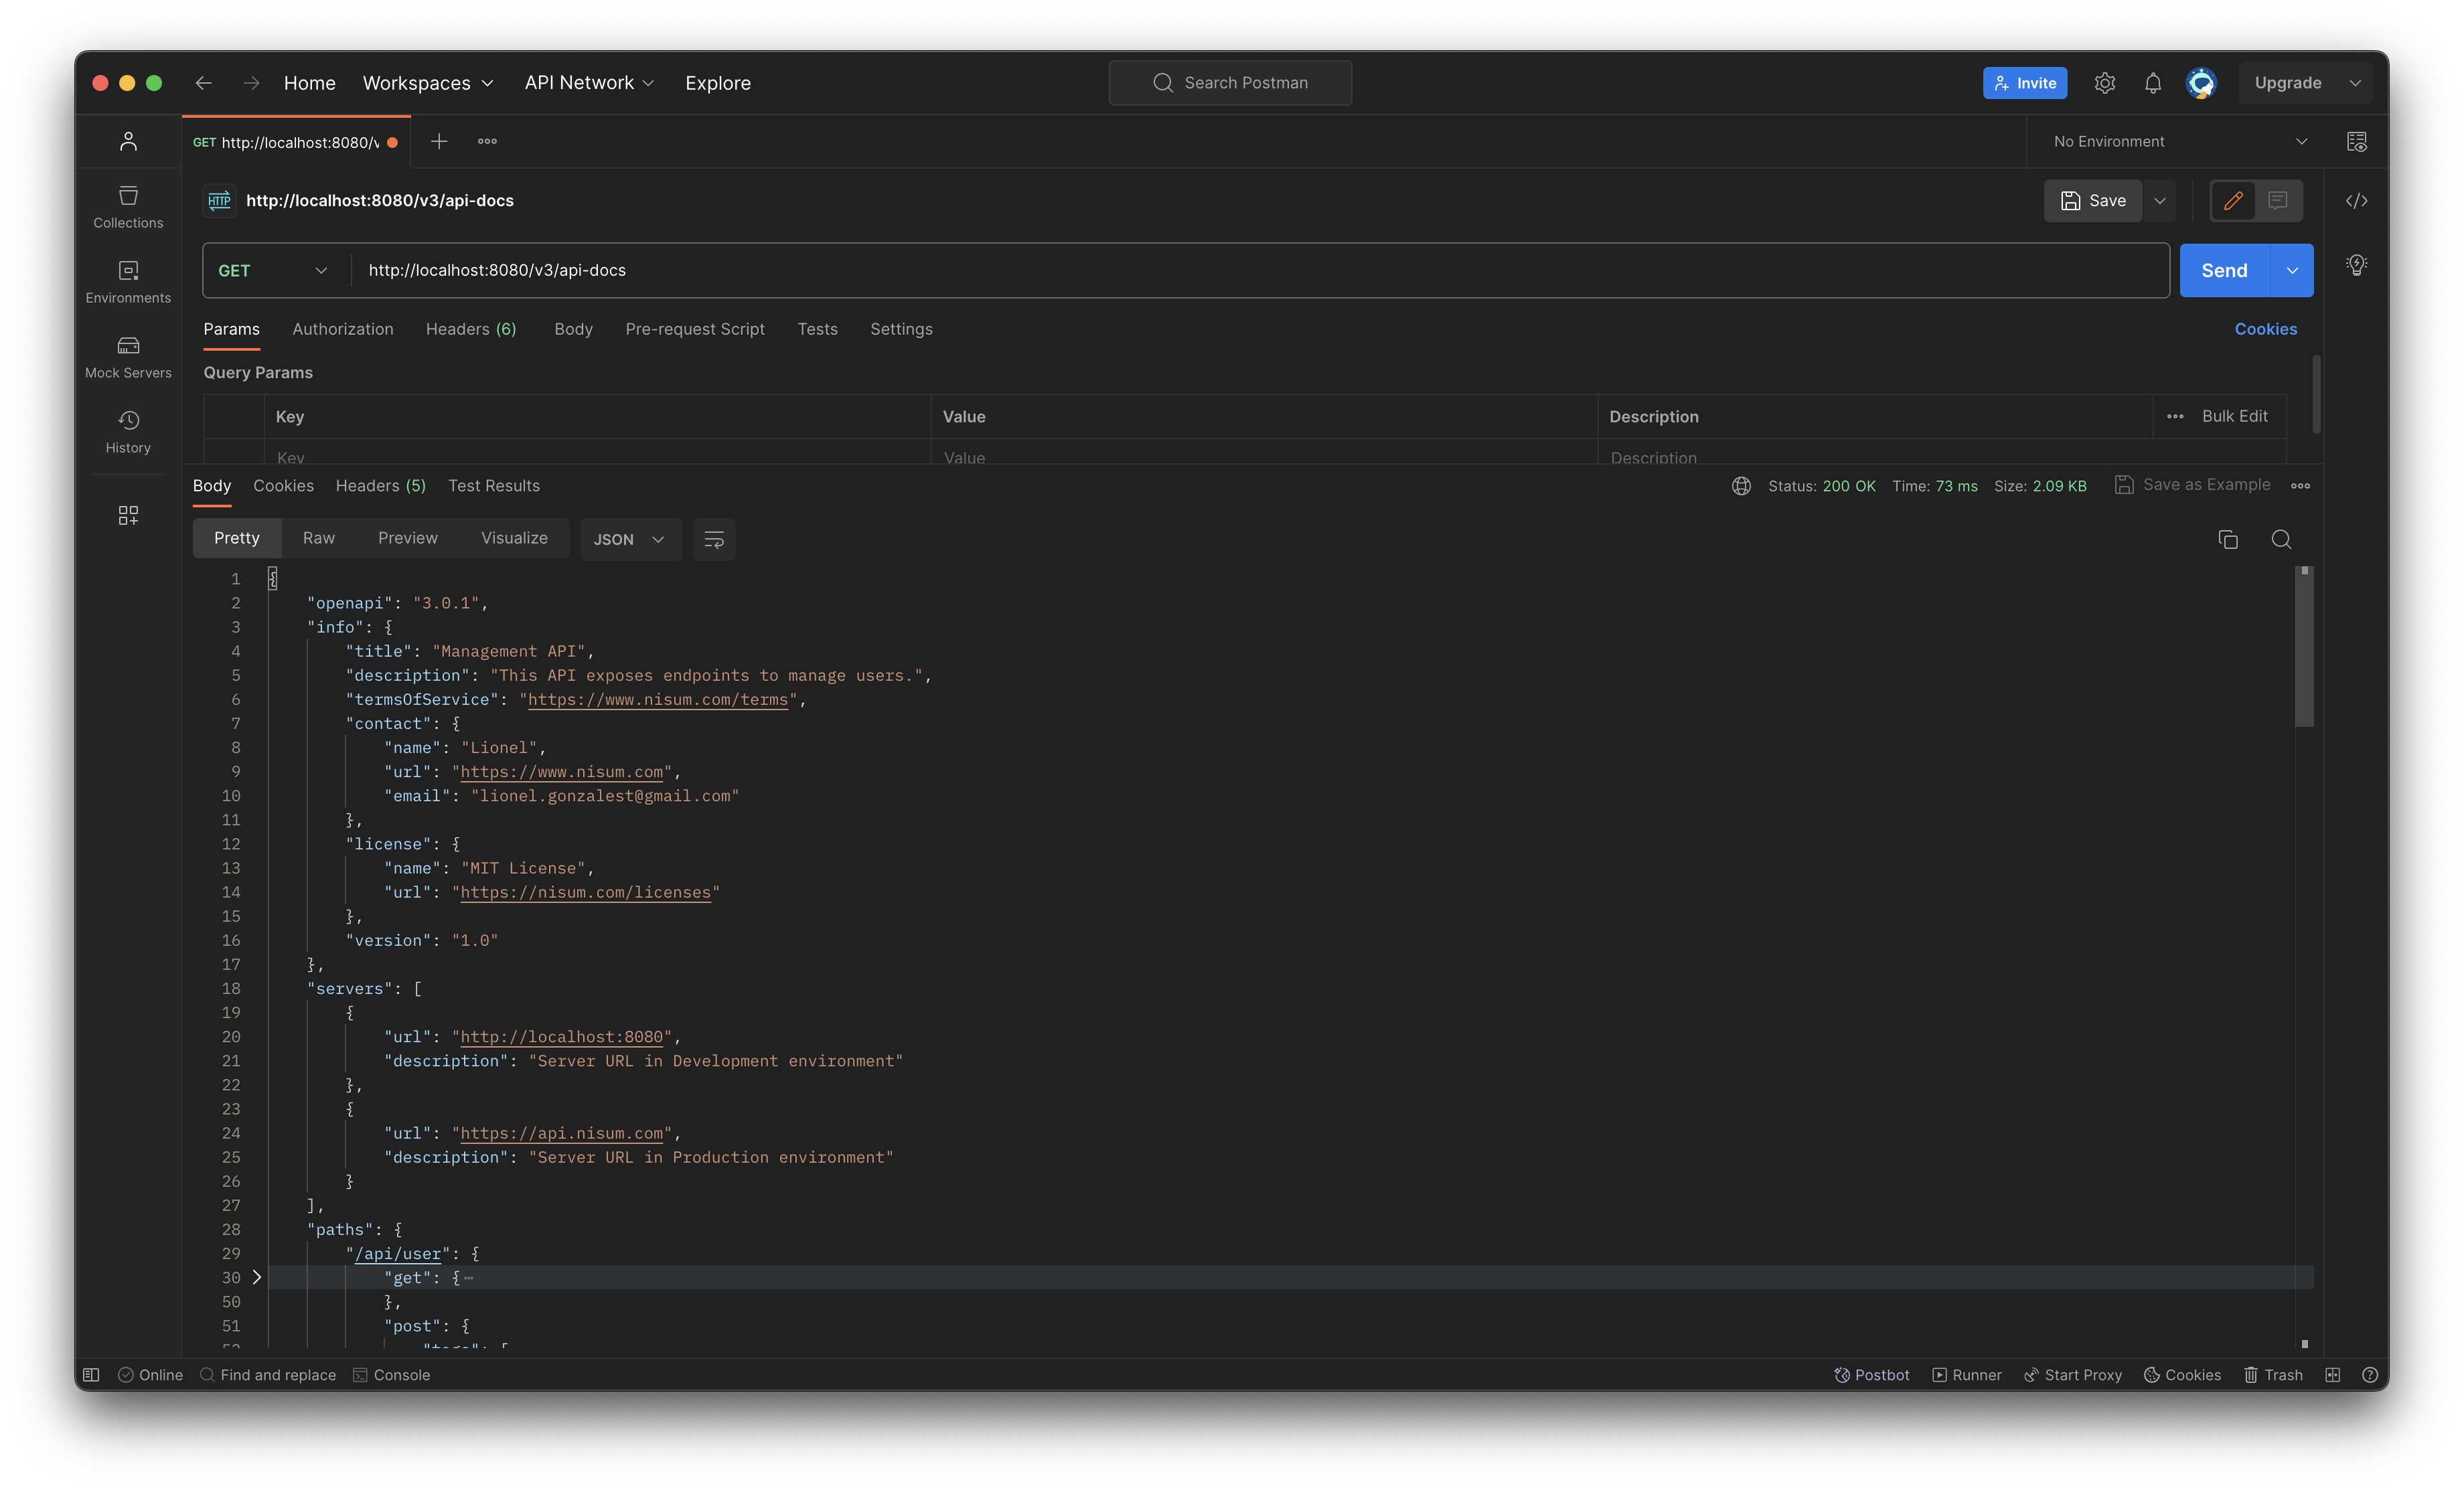 Home Workspaces API Network Explore
Search Postman
Invite
Upgrade
GET http://localhost:8080/v
No Environment
HTTP http://localhost:8080/v3/api-docs
Save
Collections
Environments
Mock Servers
History
GET http://localhost:8080/v3/api-docs
Send
Params Authorization Headers (6) Body Pre-request Script Tests Settings
Cookies
Query Params
Key Value Description
Bulk Edit
Key Value Description
Body Cookies Headers (5) Test Results
Status: 200 OK Time: 73 ms Size: 2.09 KB
Save as Example
Pretty Raw Preview Visualize
JSON
1 {
2 "openapi": "3.0.1",
3 "info": {
4 "title": "Management API",
5 "description": "This API exposes endpoints to manage users.",
6 "termsOfService": "https://www.nisum.com/terms",
7 "contact": {
8 "name": "Lionel",
9 "url": "https://www.nisum.com",
10 "email": "lionel.gonzalest@gmail.com"
11 },
12 "license": {
13 "name": "MIT License",
14 "url": "https://nisum.com/licenses"
15 },
16 "version": "1.0"
17 },
18 "servers": [
19 {
20 "url": "http://localhost:8080",
21 "description": "Server URL in Development environment"
22 },
23 {
24 "url": "https://api.nisum.com",
25 "description": "Server URL in Production environment"
26 }
27 ],
28 "paths": {
29 "/api/user": {
30 "get": {⋯
50 },
51 "post": {
Online Find and replace Console
Postbot Runner Start Proxy Cookies Trash